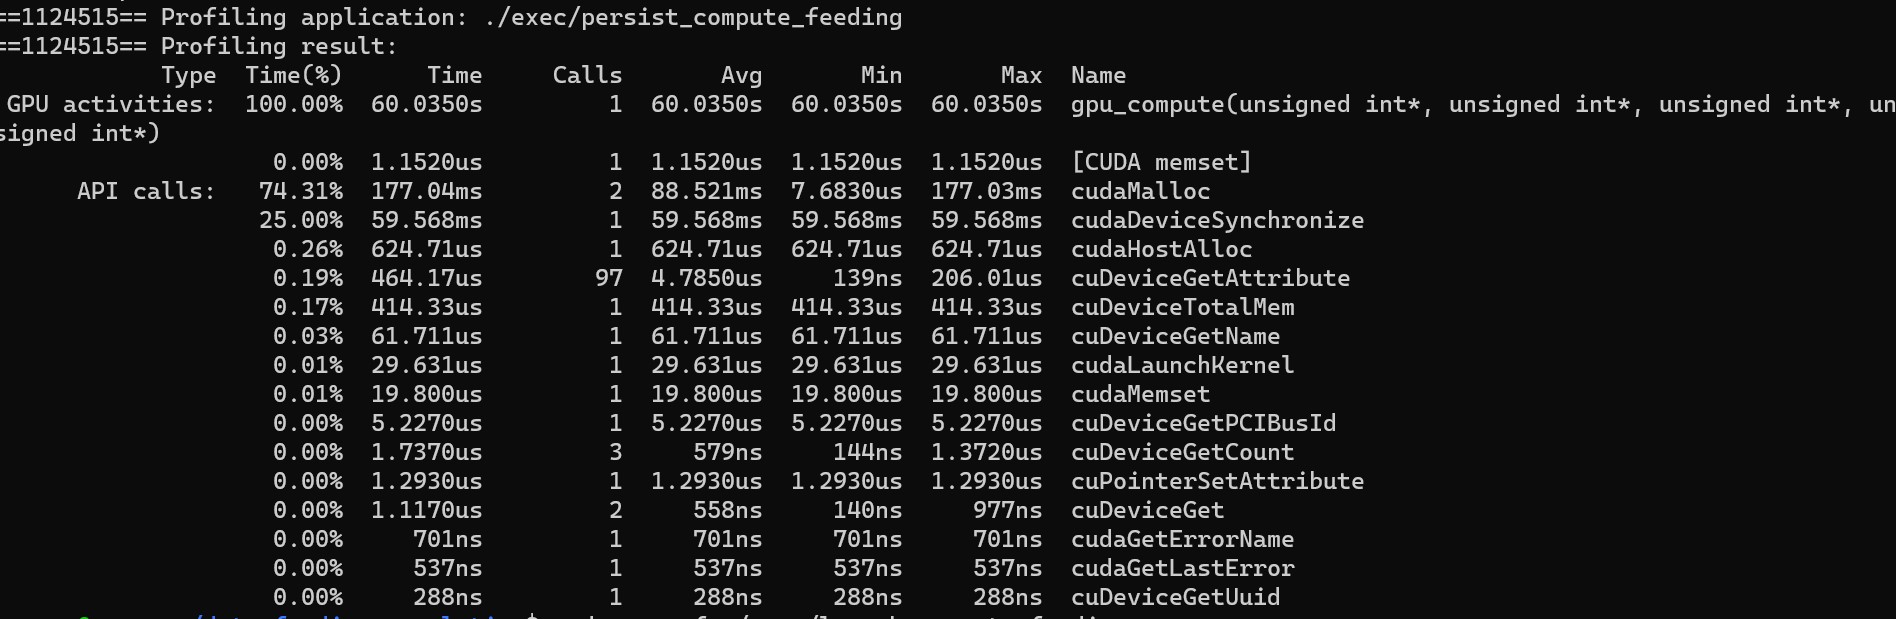 ==1124515== Profiling application: ./exec/persist_compute_feeding
==1124515== Profiling result:
Type Time(%) Time Calls Avg Min Max Name
GPU activities: 100.00% 60.0350s 1 60.0350s 60.0350s 60.0350s gpu_compute(unsigned int*, unsigned int*, unsigned int*, un
signed int*)
0.00% 1.1520us 1 1.1520us 1.1520us 1.1520us [CUDA memset]
API calls: 74.31% 177.04ms 2 88.521ms 7.6830us 177.03ms cudaMalloc
25.00% 59.568ms 1 59.568ms 59.568ms 59.568ms cudaDeviceSynchronize
0.26% 624.71us 1 624.71us 624.71us 624.71us cudaHostAlloc
0.19% 464.17us 97 4.7850us 139ns 206.01us cuDeviceGetAttribute
0.17% 414.33us 1 414.33us 414.33us 414.33us cuDeviceTotalMem
0.03% 61.711us 1 61.711us 61.711us 61.711us cuDeviceGetName
0.01% 29.631us 1 29.631us 29.631us 29.631us cudaLaunchKernel
0.01% 19.800us 1 19.800us 19.800us 19.800us cudaMemset
0.00% 5.2270us 1 5.2270us 5.2270us 5.2270us cuDeviceGetPCIBusId
0.00% 1.7370us 3 579ns 144ns 1.3720us cuDeviceGetCount
0.00% 1.2930us 1 1.2930us 1.2930us 1.2930us cuPointerSetAttribute
0.00% 1.1170us 2 558ns 140ns 977ns cuDeviceGet
0.00% 701ns 1 701ns 701ns 701ns cudaGetErrorName
0.00% 537ns 1 537ns 537ns 537ns cudaGetLastError
0.00% 288ns 1 288ns 288ns 288ns cuDeviceGetUuid